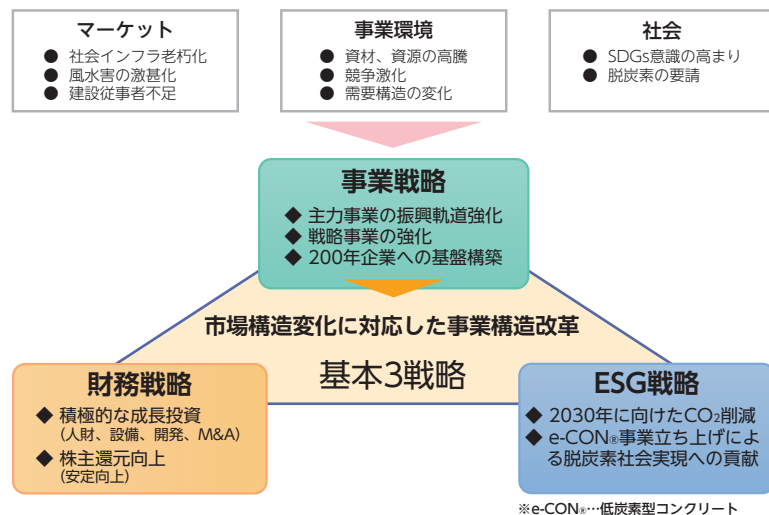 マーケット
● 社会インフラ老朽化
● 風水害の激甚化
● 建設従事者不足
事業環境
● 資材、資源の高騰
● 競争激化
● 需要構造の変化
社会
● SDGs意識の高まり
● 脱炭素の要請
事業戦略
◆ 主力事業の振興軌道強化
◆ 戦略事業の強化
◆ 200年企業への基盤構築
市場構造変化に対応した事業構造改革
基本3戦略
財務戦略
◆ 積極的な成長投資
(人財、設備、開発、M&A)
◆ 株主還元向上
(安定向上)
ESG戦略
◆ 2030年に向けたCO₂削減
◆ e-CON®事業立ち上げによ
る脱炭素社会実現への貢献
※e-CON®…低炭素型コンクリート